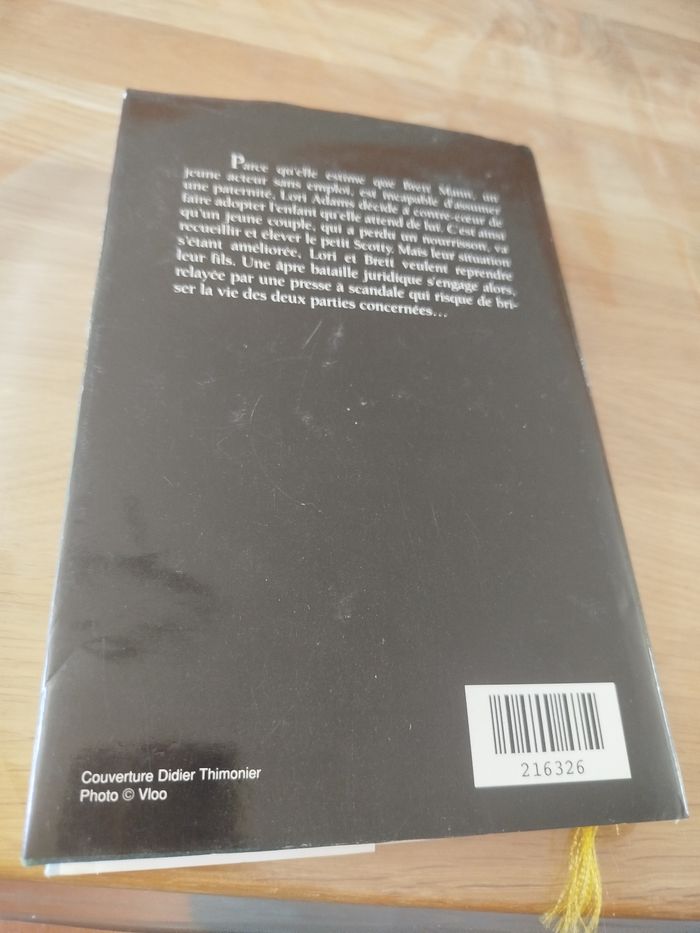 Parce qu'elle estime que Brett Mann, un
jeune acteur sans emploi, est incapable d'assumer
une paternité, Lori Adams décide à contre-cœur de
faire adopter l'enfant qu'elle attend de lui. C'est ainsi
qu'un jeune couple, qui a perdu un nourrisson, va
recueillir et élever le petit Scotty. Mais leur situation
s'étant améliorée, Lori et Brett veulent reprendre
leur fils. Une âpre bataille juridique s'engage alors,
relayée par une presse à scandale qui risque de bri-
ser la vie des deux parties concernées...
216326
Couverture Didier Thimonier
Photo © Vloo